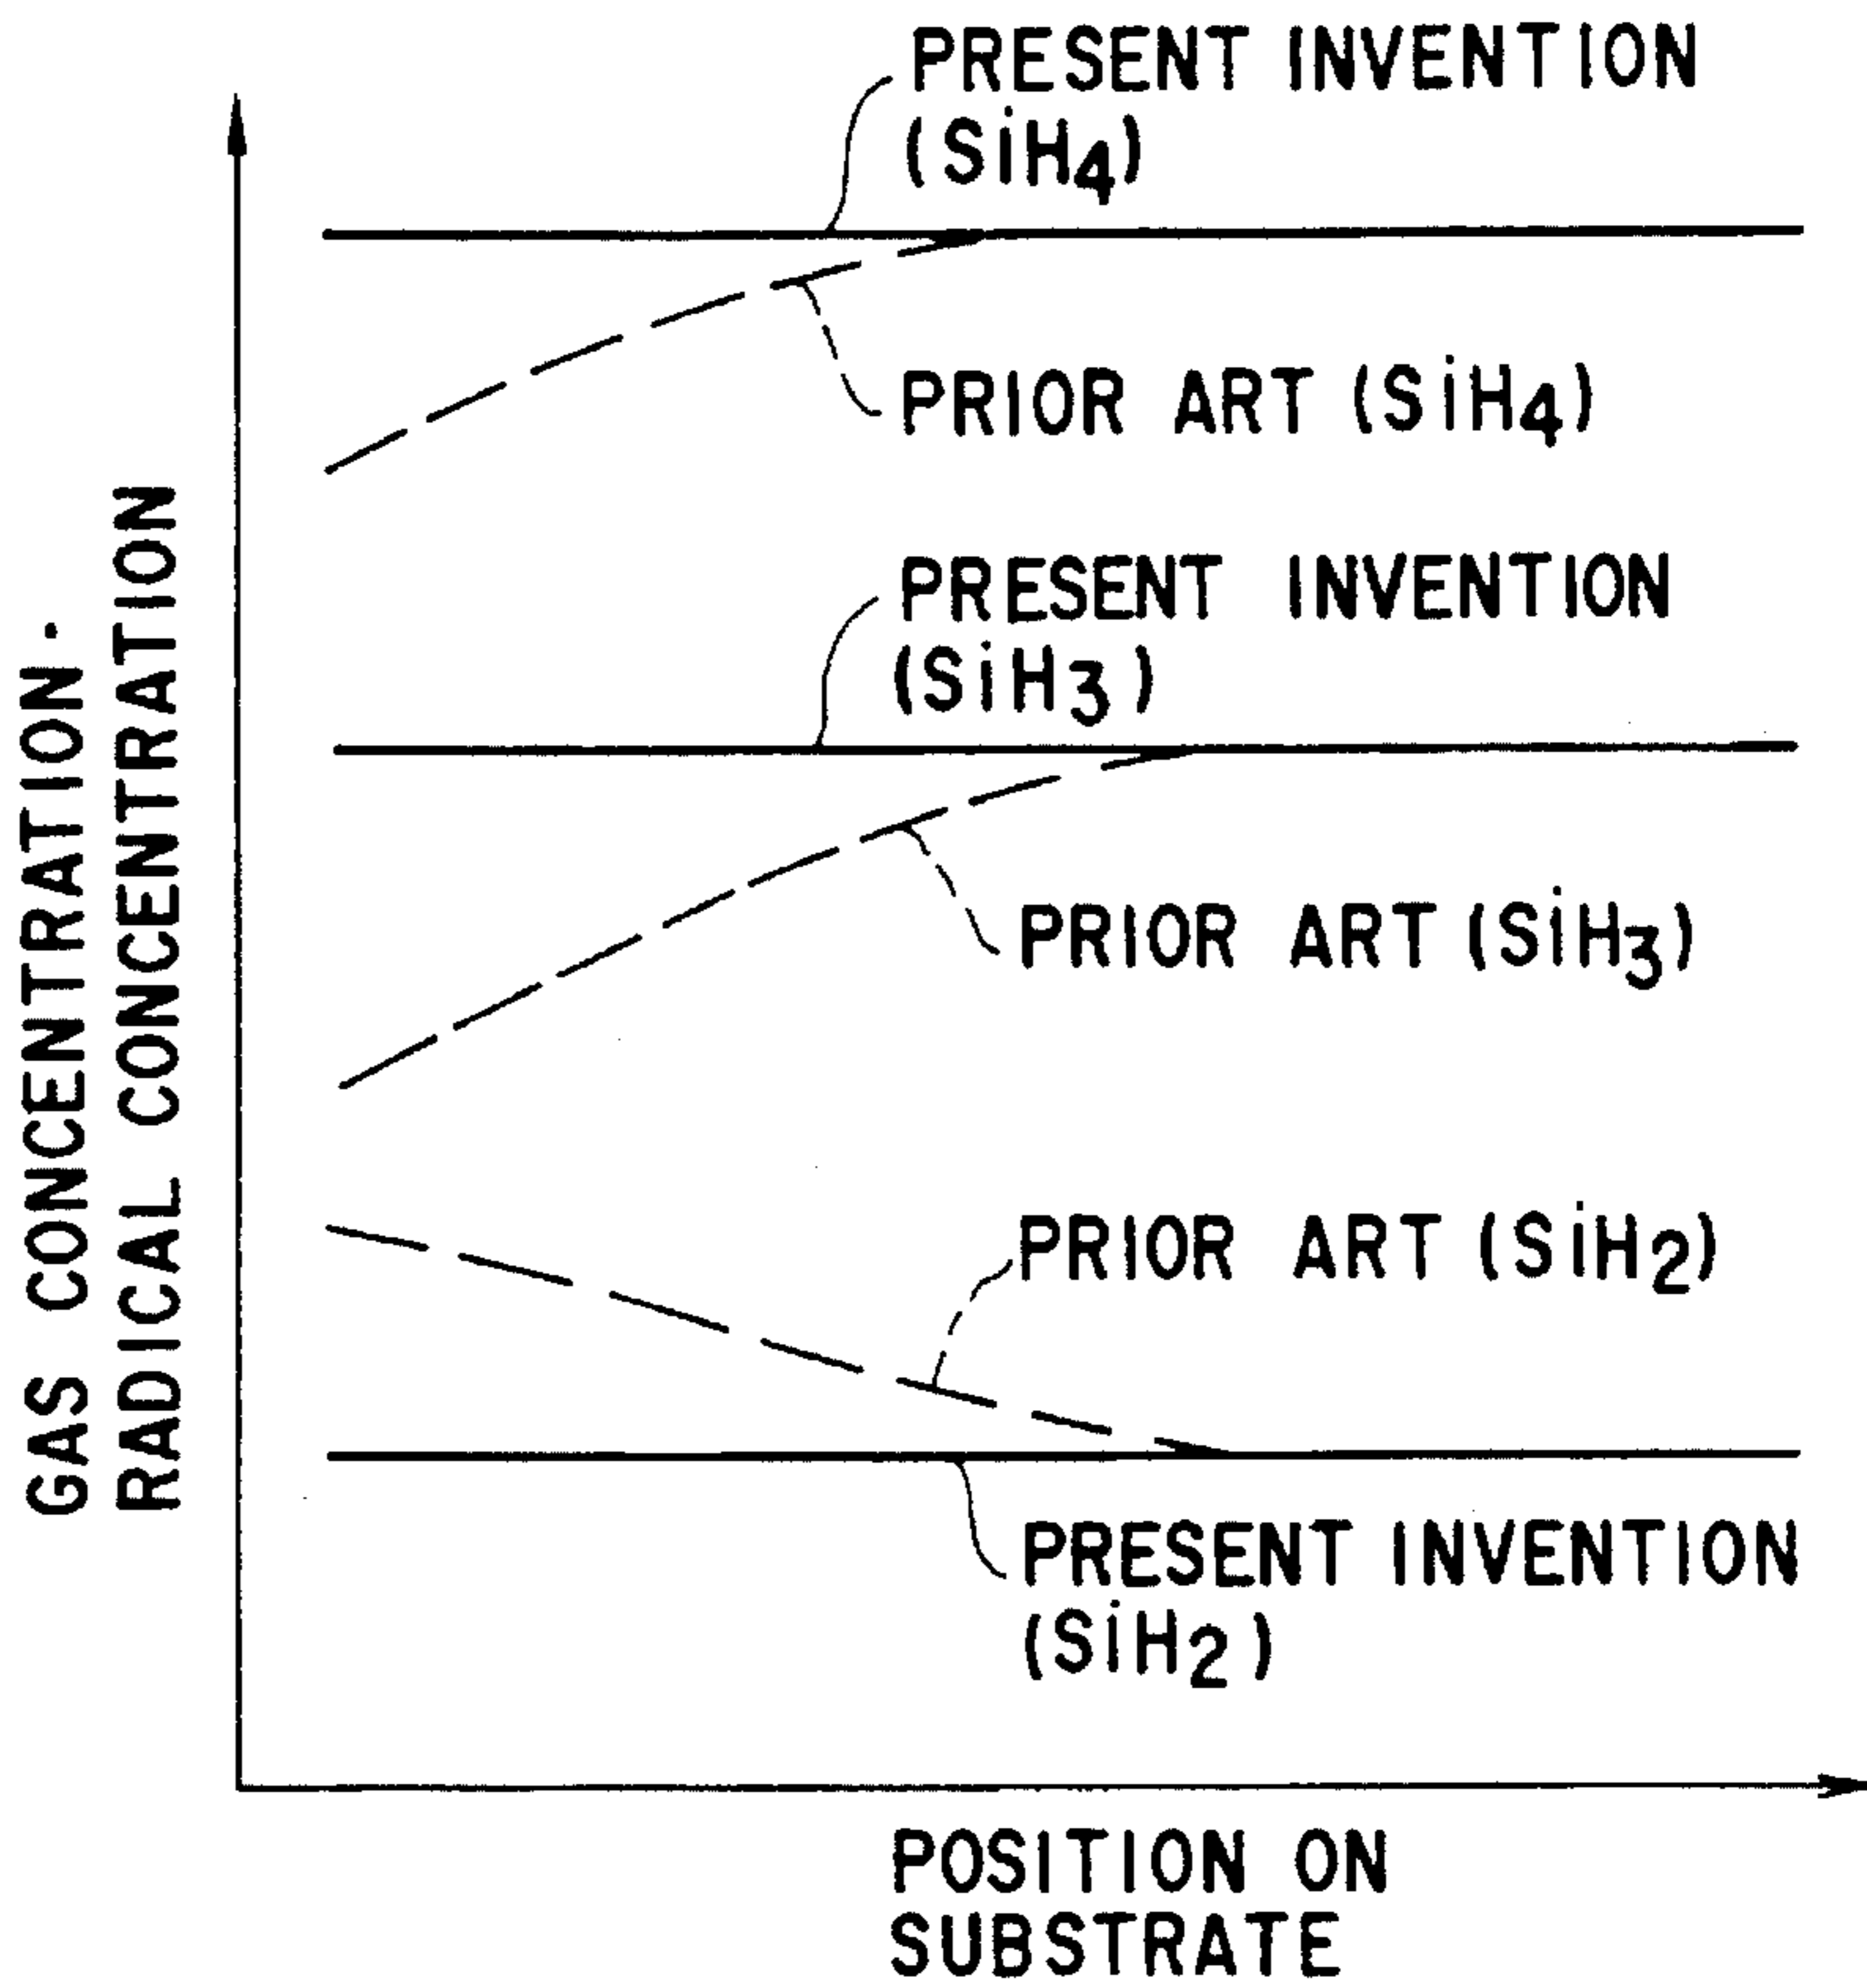 PRESENT INVENTION
(SiH4)
PRIOR ART (SiH4)
PRESENT INVENTION
(SiH3)
PRIOR ART (SiH3)
PRIOR ART (SiH2)
PRESENT INVENTION
(SiH2)
GAS CONCENTRATION·
RADICAL CONCENTRATION
POSITION ON
SUBSTRATE